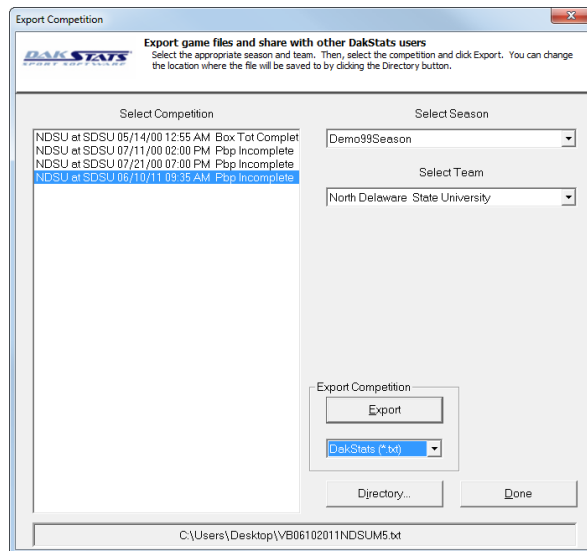 Export Competition
DAKSTATS
SPORT SOFTWARE
Export game files and share with other DakStats users
Select the appropriate season and team. Then, select the competition and click Export. You can change
the location where the file will be saved to by clicking the Directory button.
Select Competition
NDSU at SDSU 05/14/00 12:55 AM Box Tot Complet
NDSU at SDSU 07/11/00 02:00 PM Pbp Incomplete
NDSU at SDSU 07/21/00 07:00 PM Pbp Incomplete
NDSU at SDSU 06/10/11 09:35 AM Pbp Incomplete
Select Season
Demo99Season
Select Team
North Delaware State University
Export Competition
Export
DakStats (*.txt)
Directory...
Done
C:\Users\Desktop\VB06102011NDSUM5.txt